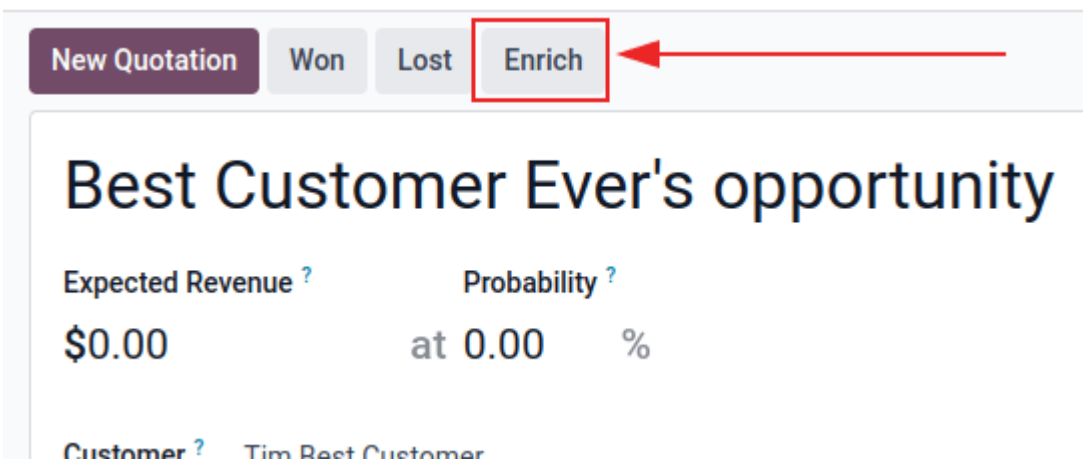 New Quotation Won Lost Enrich
Best Customer Ever's opportunity
Expected Revenue ? Probability ?
$0.00 at 0.00 %
Customer ? Tim Best Customer